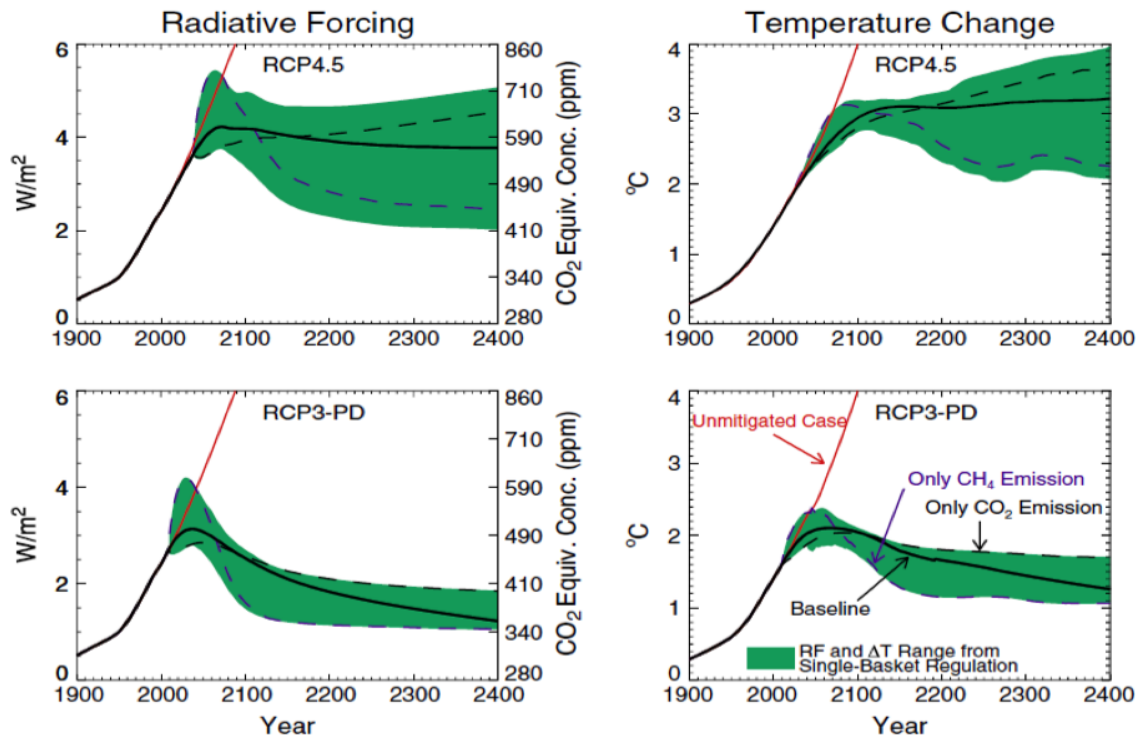 Radiative Forcing
Temperature Change
RCP4.5
6
4
2
0
W/m²
860
710
590
490
410
340
280
CO₂ Equiv. Conc. (ppm)
1900 2000 2100 2200 2300 2400
RCP4.5
4
3
2
1
0
ºC
1900 2000 2100 2200 2300 2400
RCP3-PD
6
4
2
0
W/m²
860
710
590
490
410
340
280
CO₂ Equiv. Conc. (ppm)
1900 2000 2100 2200 2300 2400
Year
RCP3-PD
4
3
2
1
0
ºC
Unmitigated Case
Only CH₄ Emission
Only CO₂ Emission
Baseline
RF and ΔT Range from
Single-Basket Regulation
1900 2000 2100 2200 2300 2400
Year